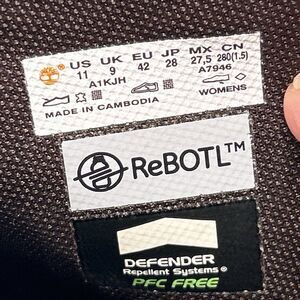 US UK EU JP MX CN
11 9 42 28 27,5 280(1.5)
A1KJH A7946
WOMENS
MADE IN CAMBODIA
ReBOTL™
DEFENDER
Repellent Systems®
PFC FREE